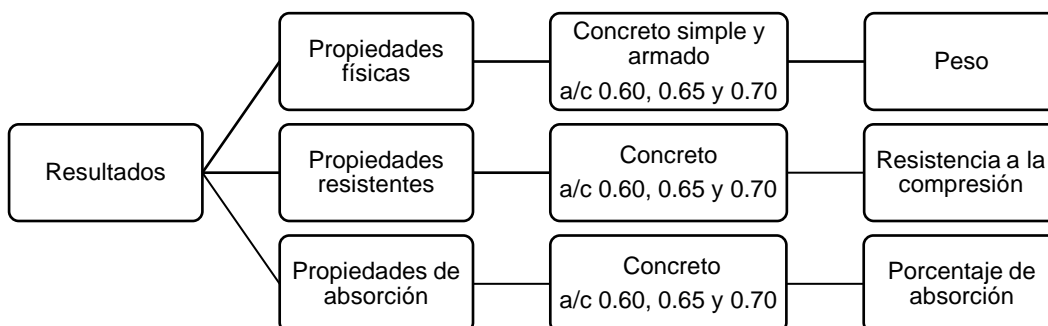 Resultados
Propiedades
físicas
Concreto simple y
armado
a/c 0.60, 0.65 y 0.70
Peso
Propiedades
resistentes
Concreto
a/c 0.60, 0.65 y 0.70
Resistencia a la
compresión
Propiedades de
absorción
Concreto
a/c 0.60, 0.65 y 0.70
Porcentaje de
absorción